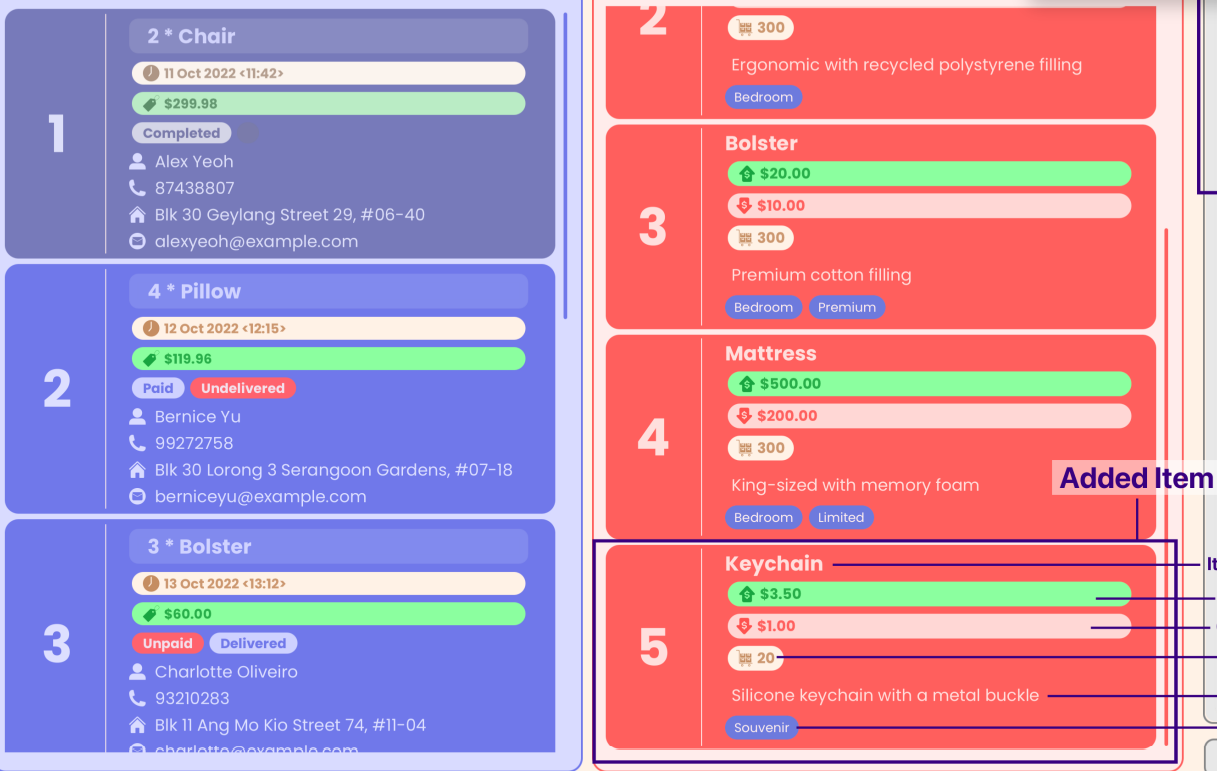 1
2 * Chair
11 Oct 2022 <11:42>
$299.98
Completed
Alex Yeoh
87438807
Blk 30 Geylang Street 29, #06-40
alexyeoh@example.com
2
4 * Pillow
12 Oct 2022 <12:15>
$119.96
Paid Undelivered
Bernice Yu
99272758
Blk 30 Lorong 3 Serangoon Gardens, #07-18
berniceyu@example.com
3
3 * Bolster
13 Oct 2022 <13:12>
$60.00
Unpaid Delivered
Charlotte Oliveiro
93210283
Blk 11 Ang Mo Kio Street 74, #11-04
charlotte@example.com
2
300
Ergonomic with recycled polystyrene filling
Bedroom
3
Bolster
$20.00
$10.00
300
Premium cotton filling
Bedroom Premium
4
Mattress
$500.00
$200.00
300
King-sized with memory foam
Bedroom Limited
Added Item
5
Keychain
$3.50
$1.00
20
Silicone keychain with a metal buckle
Souvenir